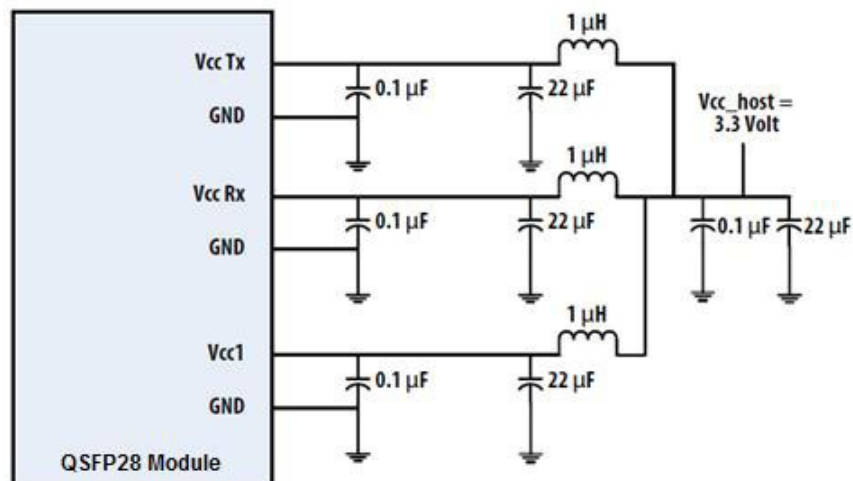 1 μH
Vcc Tx
0.1 μF
22 μF
GND
Vcc_host =
3.3 Volt
1 μH
Vcc Rx
0.1 μF
22 μF
0.1 μF
22 μF
GND
1 μH
Vcc1
0.1 μF
22 μF
GND
QSFP28 Module